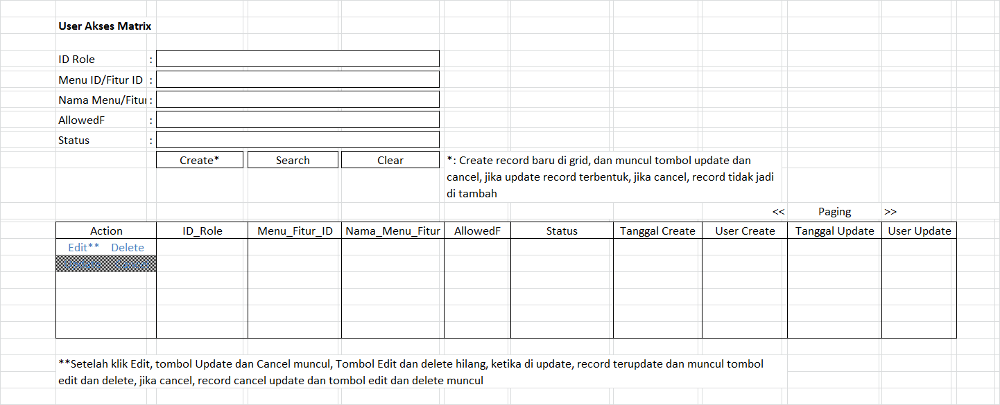 User Akses Matrix
ID Role :
Menu ID/Fitur ID :
Nama Menu/Fitur :
AllowedF :
Status :
Create* Search Clear
*: Create record baru di grid, dan muncul tombol update dan
cancel, jika update record terbentuk, jika cancel, record tidak jadi
di tambah
<< Paging >>
Action ID_Role Menu_Fitur_ID Nama_Menu_Fitur AllowedF Status Tanggal Create User Create Tanggal Update User Update
Edit** Delete
**Setelah klik Edit, tombol Update dan Cancel muncul, Tombol Edit dan delete hilang, ketika di update, record terupdate dan muncul tombol
edit dan delete, jika cancel, record cancel update dan tombol edit dan delete muncul